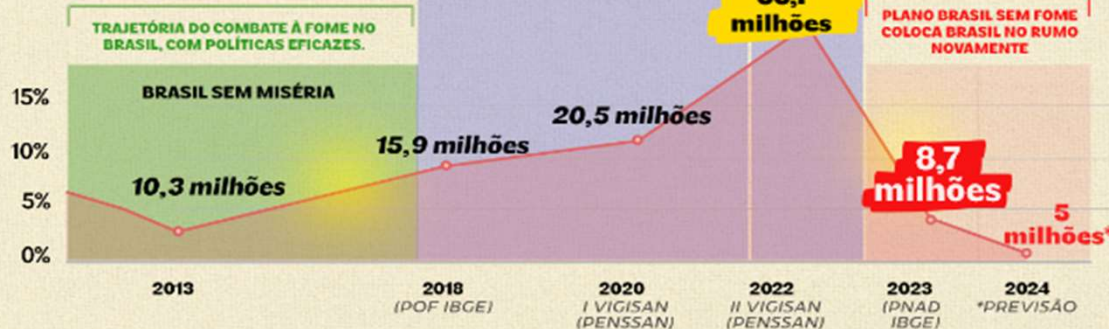 TRAJETÓRIA DO COMBATE À FOME NO
BRASIL, COM POLÍTICAS EFICAZES.
milhões
PLANO BRASIL SEM FOME
COLOCA BRASIL NO RUMO
NOVAMENTE
BRASIL SEM MISÉRIA
15%
10%
5%
0%
10,3 milhões
15,9 milhões
20,5 milhões
8,7
milhões
5
milhões*
2013
2018
(POF IBGE)
2020
I VIGISAN
(PENSSAN)
2022
II VIGISAN
(PENSSAN)
2023
(PNAD
IBGE)
2024
*PREVISÃO